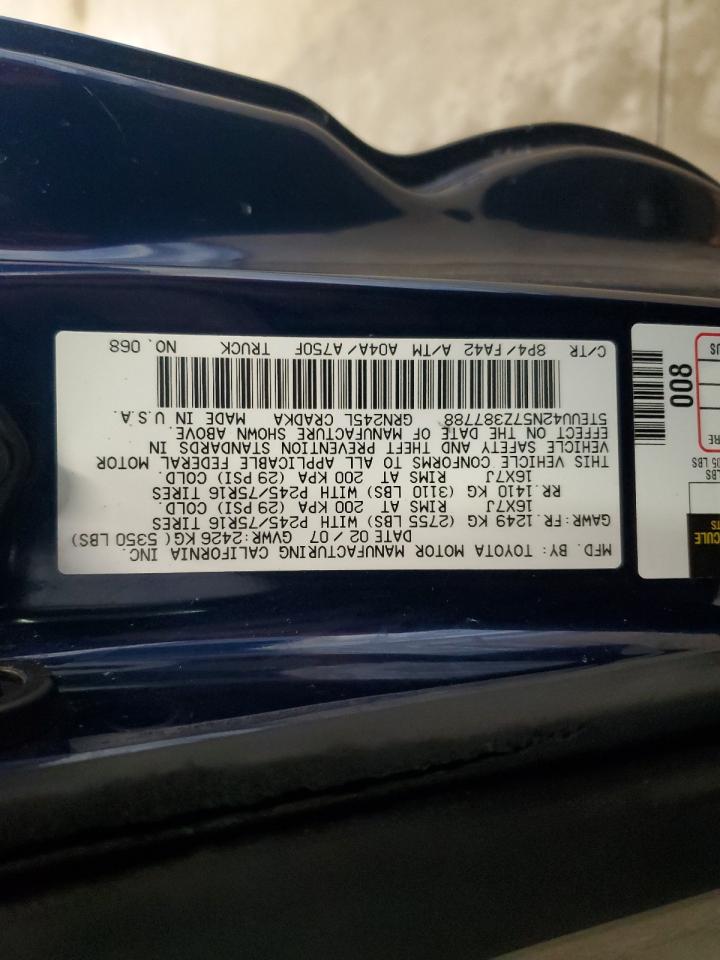 MFD. BY: TOYOTA MOTOR MANUFACTURING CALIFORNIA INC.
DATE 02 / 07 GVWR:2426 KG( 5350 LBS)
GAWR:FR.1249 KG (2755 LBS) WITH P245/75R16 TIRES
16X7J RIMS AT 200 KPA (29 PSI) COLD.
RR.1410 KG (3110 LBS) WITH P245/75R16 TIRES
16X7J RIMS AT 200 KPA (29 PSI) COLD.
THIS VEHICLE CONFORMS TO ALL APPLICABLE FEDERAL MOTOR
VEHICLE SAFETY AND THEFT PREVENTION STANDARDS IN
EFFECT ON THE DATE OF MANUFACTURE SHOWN ABOVE.
5TEUU42N57Z387788 GRN245L CRADKA MADE IN U.S.A.
C/TR 8P4/FA42 A/TM A04A/A750F TRUCK NO. 068
008